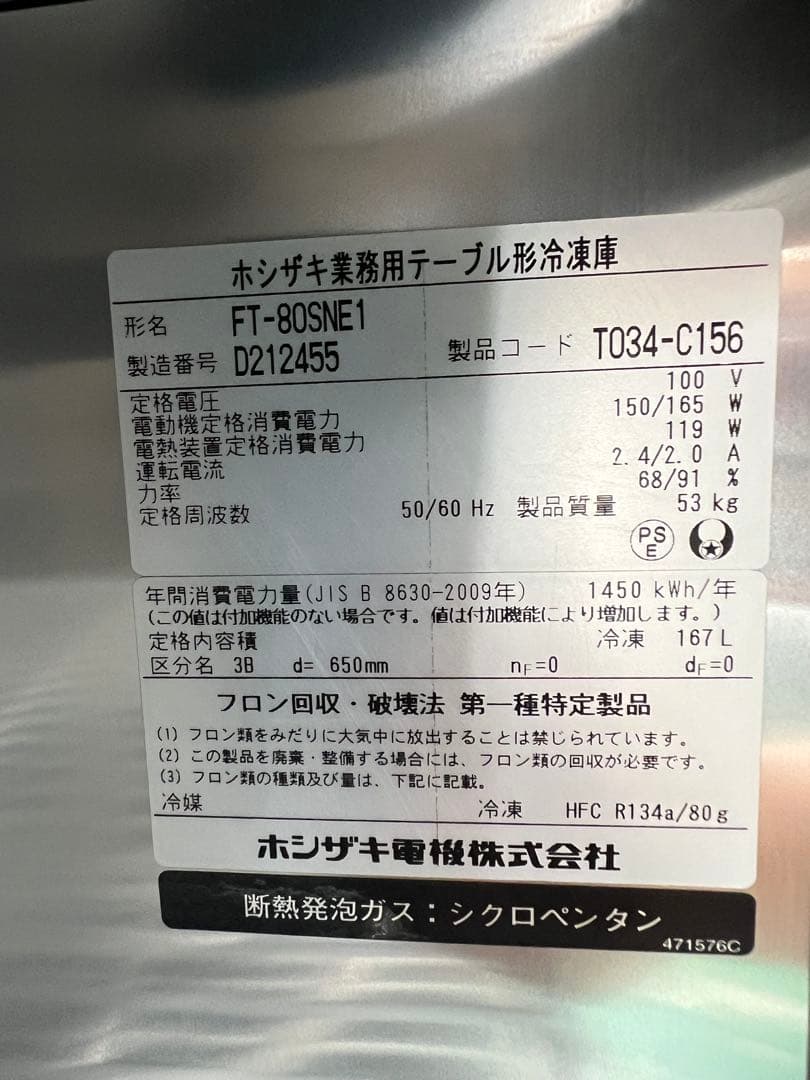 ホシザキ業務用テーブル形冷凍庫
形名 FT-80SNE1
製造番号 D212455 製品コード T034-C156
定格電圧 100 V
電動機定格消費電力 150/165 W
電熱装置定格消費電力 119 W
運転電流 2.4/2.0 A
力率 68/91 %
定格周波数 50/60 Hz 製品質量 53 kg
PS
E
年間消費電力量(JIS B 8630-2009年) 1450 kWh/年
(この値は付加機能のない場合です。値は付加機能により増加します。)
定格内容積 冷凍 167 L
区分名 3B d= 650mm nF=0 dF=0
フロン回収・破壊法 第一種特定製品
(1) フロン類をみだりに大気中に放出することは禁じられています。
(2) この製品を廃棄・整備する場合には、フロン類の回収が必要です。
(3) フロン類の種類及び量は、下記に記載。
冷媒 冷凍 HFC R134a/80g
ホシザキ電機株式会社
断熱発泡ガス：シクロペンタン
471576C